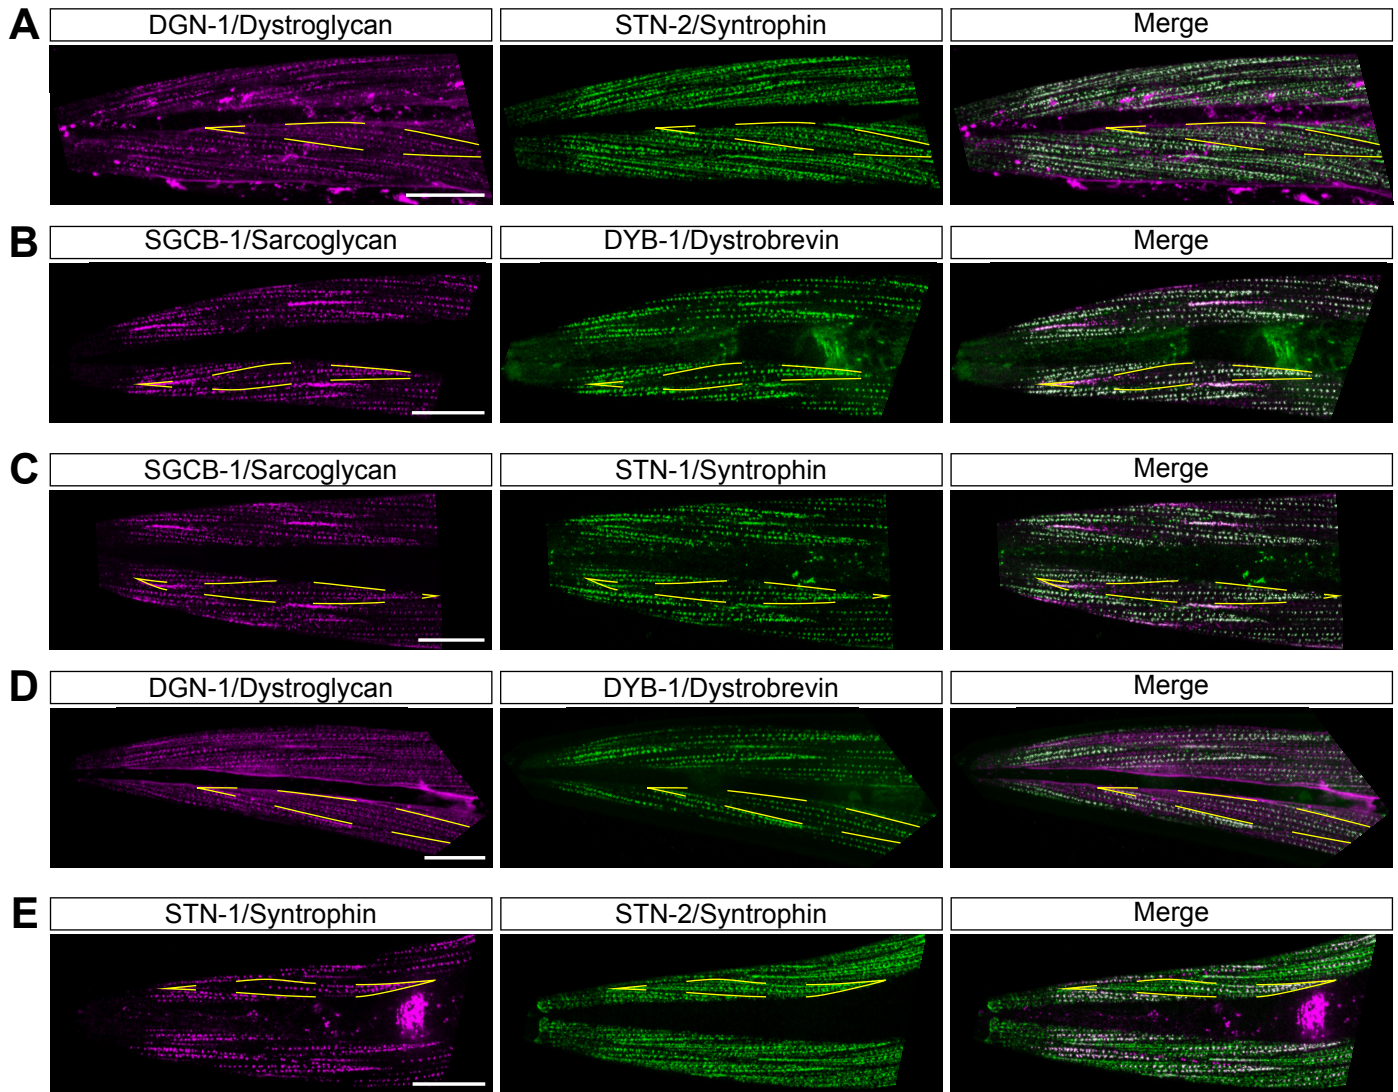 A
DGN-1/Dystroglycan STN-2/Syntrophin Merge
B
SGCB-1/Sarcoglycan DYB-1/Dystrobrevin Merge
C
SGCB-1/Sarcoglycan STN-1/Syntrophin Merge
D
DGN-1/Dystroglycan DYB-1/Dystrobrevin Merge
E
STN-1/Syntrophin STN-2/Syntrophin Merge